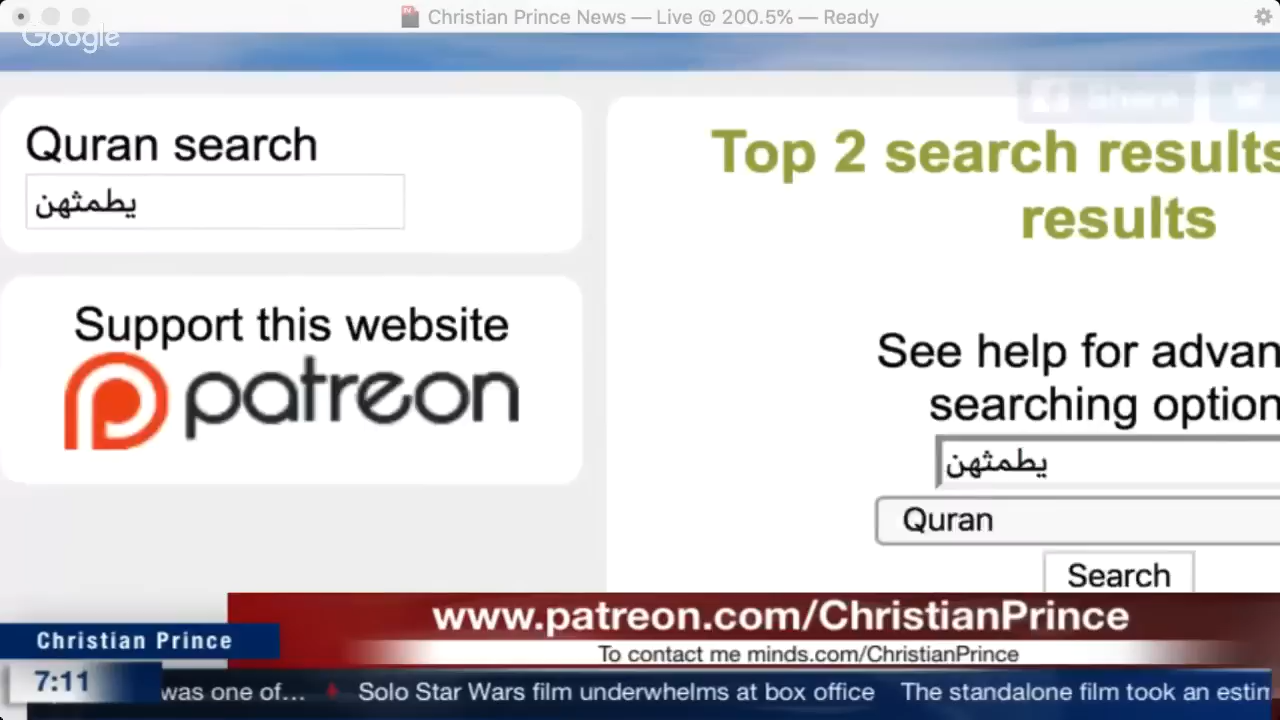 Christian Prince News — Live @ 200.5% — Ready
Google
Share
Quran search
يطمثهن
Support this website
patreon
Top 2 search results
results
See help for advan
searching option
يطمثهن
Quran
Search
www.patreon.com/ChristianPrince
To contact me minds.com/ChristianPrince
Christian Prince
7:11
was one of... ♦ Solo Star Wars film underwhelms at box office The standalone film took an estim